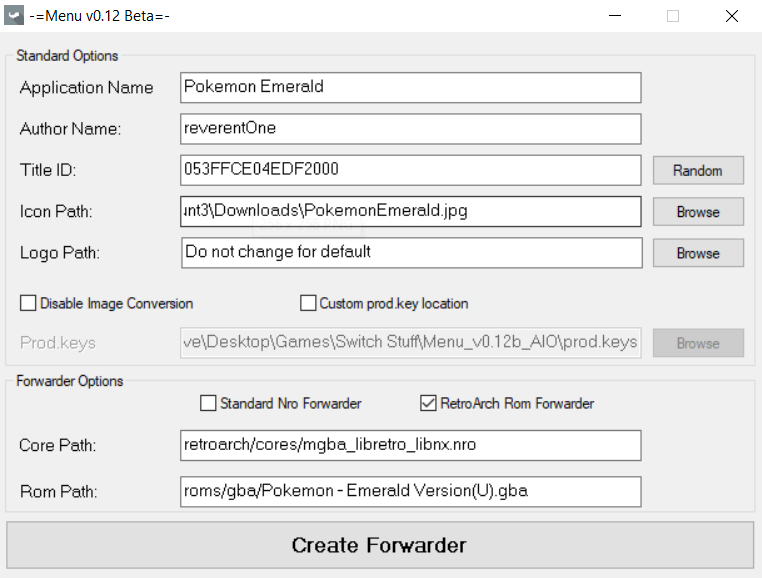 -=Menu v0.12 Beta=-
Standard Options
Application Name Pokemon Emerald
Author Name: reverentOne
Title ID: 053FFCE04EDF2000 Random
Icon Path: unt3\Downloads\PokemonEmerald.jpg Browse
Logo Path: Do not change for default Browse
Disable Image Conversion Custom prod.key location
Prod.keys ve\Desktop\Games\Switch Stuff\Menu_v0.12b_AIO\prod.keys Browse
Forwarder Options
Standard Nro Forwarder RetroArch Rom Forwarder
Core Path: retroarch/cores/mgba_libretro_libnx.nro
Rom Path: roms/gba/Pokemon - Emerald Version(U).gba
Create Forwarder